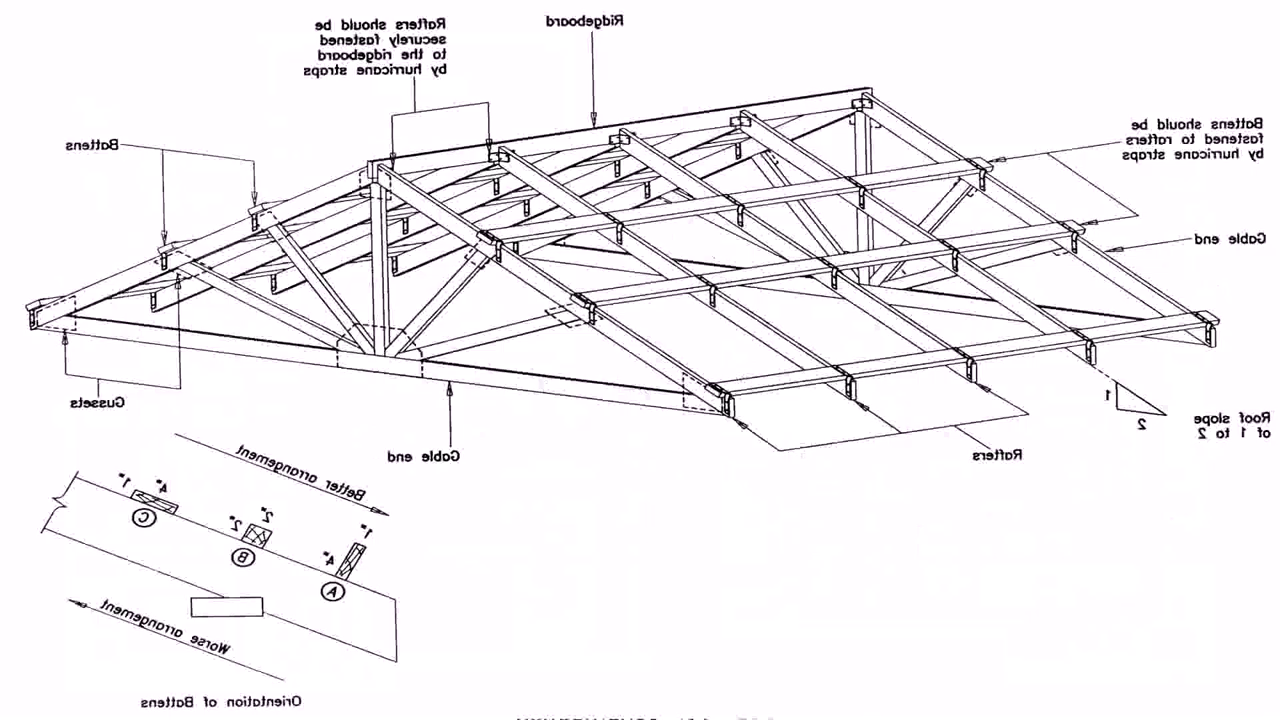 Ridgeboard
Rafters should be
securely fastened
to the ridgeboard
by hurricane straps
Battens should be
fastened to rafters
by hurricane straps
Battens
Gable end
Gussets
Gable end
Rafters
1
2
Roof slope
of 1 to 2
Better arrangement
1" 4"
C
2" 2"
B
4" 1"
A
Worse arrangement
Orientation of Battens